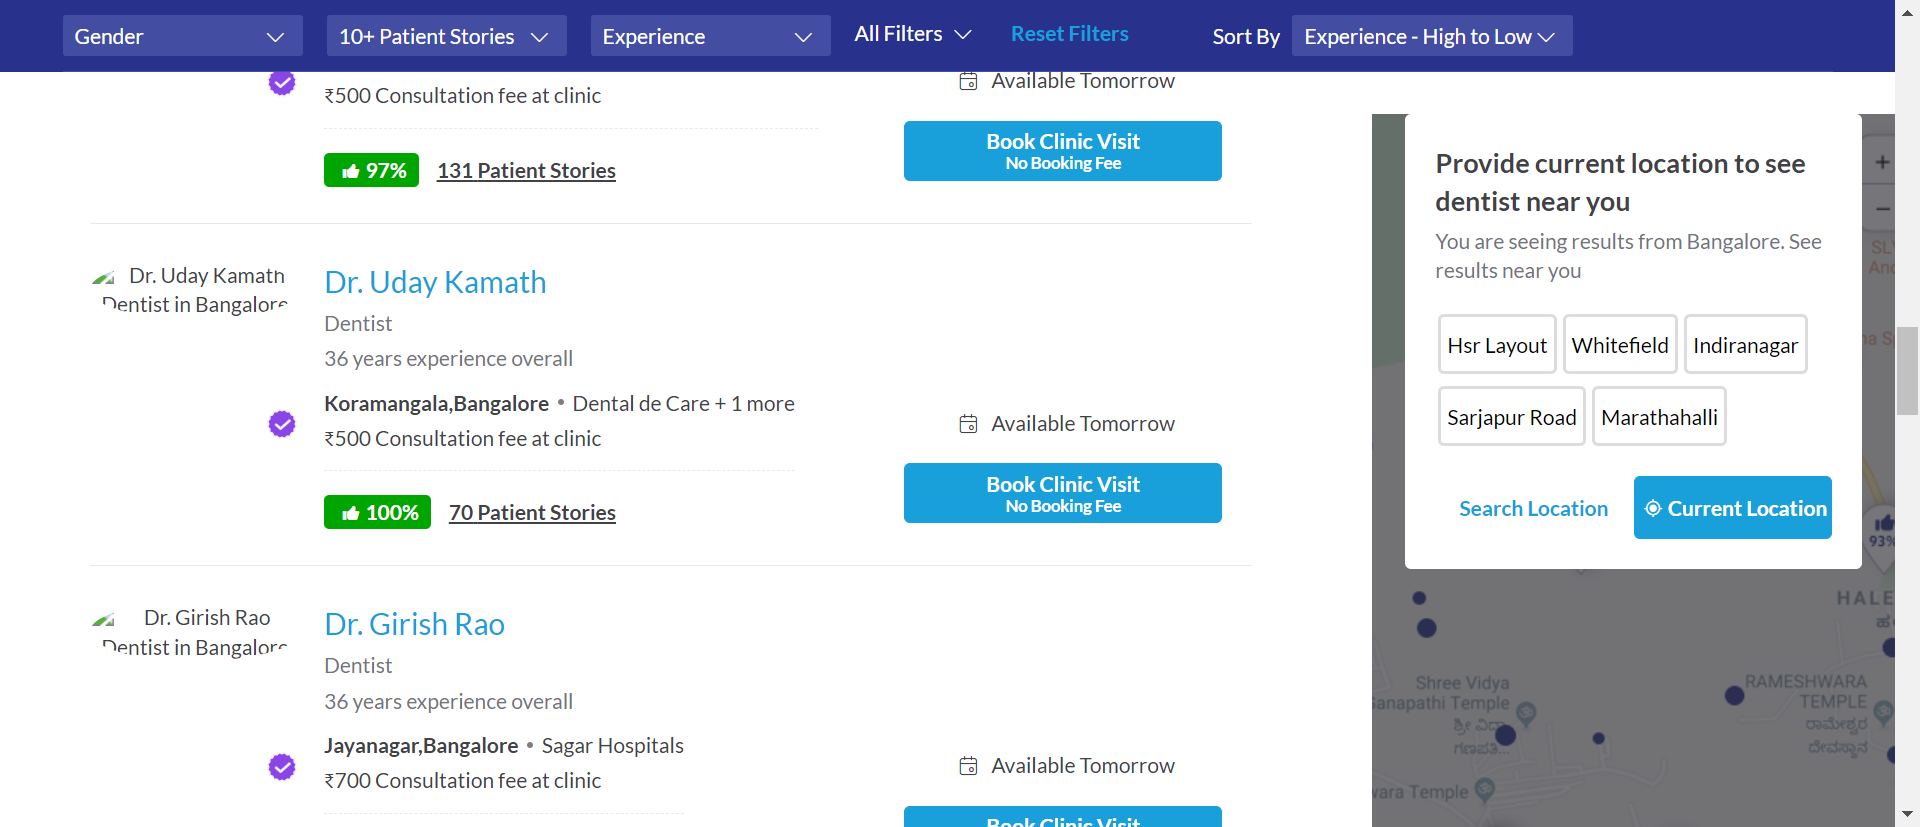 Gender
10+ Patient Stories
Experience
All Filters
Reset Filters
Sort By
Experience - High to Low
₹500 Consultation fee at clinic
Available Tomorrow
Book Clinic Visit
No Booking Fee
97%
131 Patient Stories
Dr. Uday Kamath
Dentist in Bangalore
Dr. Uday Kamath
Dentist
36 years experience overall
Koramangala,Bangalore • Dental de Care + 1 more
₹500 Consultation fee at clinic
Available Tomorrow
Book Clinic Visit
No Booking Fee
100%
70 Patient Stories
Dr. Girish Rao
Dentist in Bangalore
Dr. Girish Rao
Dentist
36 years experience overall
Jayanagar,Bangalore • Sagar Hospitals
₹700 Consultation fee at clinic
Available Tomorrow
Book Clinic Visit
Provide current location to see
dentist near you
You are seeing results from Bangalore. See
results near you
Hsr Layout
Whitefield
Indiranagar
Sarjapur Road
Marathahalli
Search Location
Current Location
93%
HALE
Shree Vidya
Ganapathi Temple
ಶ್ರೀ ವಿದ್ಯಾ
ಗಣಪತಿ...
RAMESHWARA
TEMPLE
ರಾಮೇಶ್ವರ
ದೇವಸ್ಥಾನ
Temple